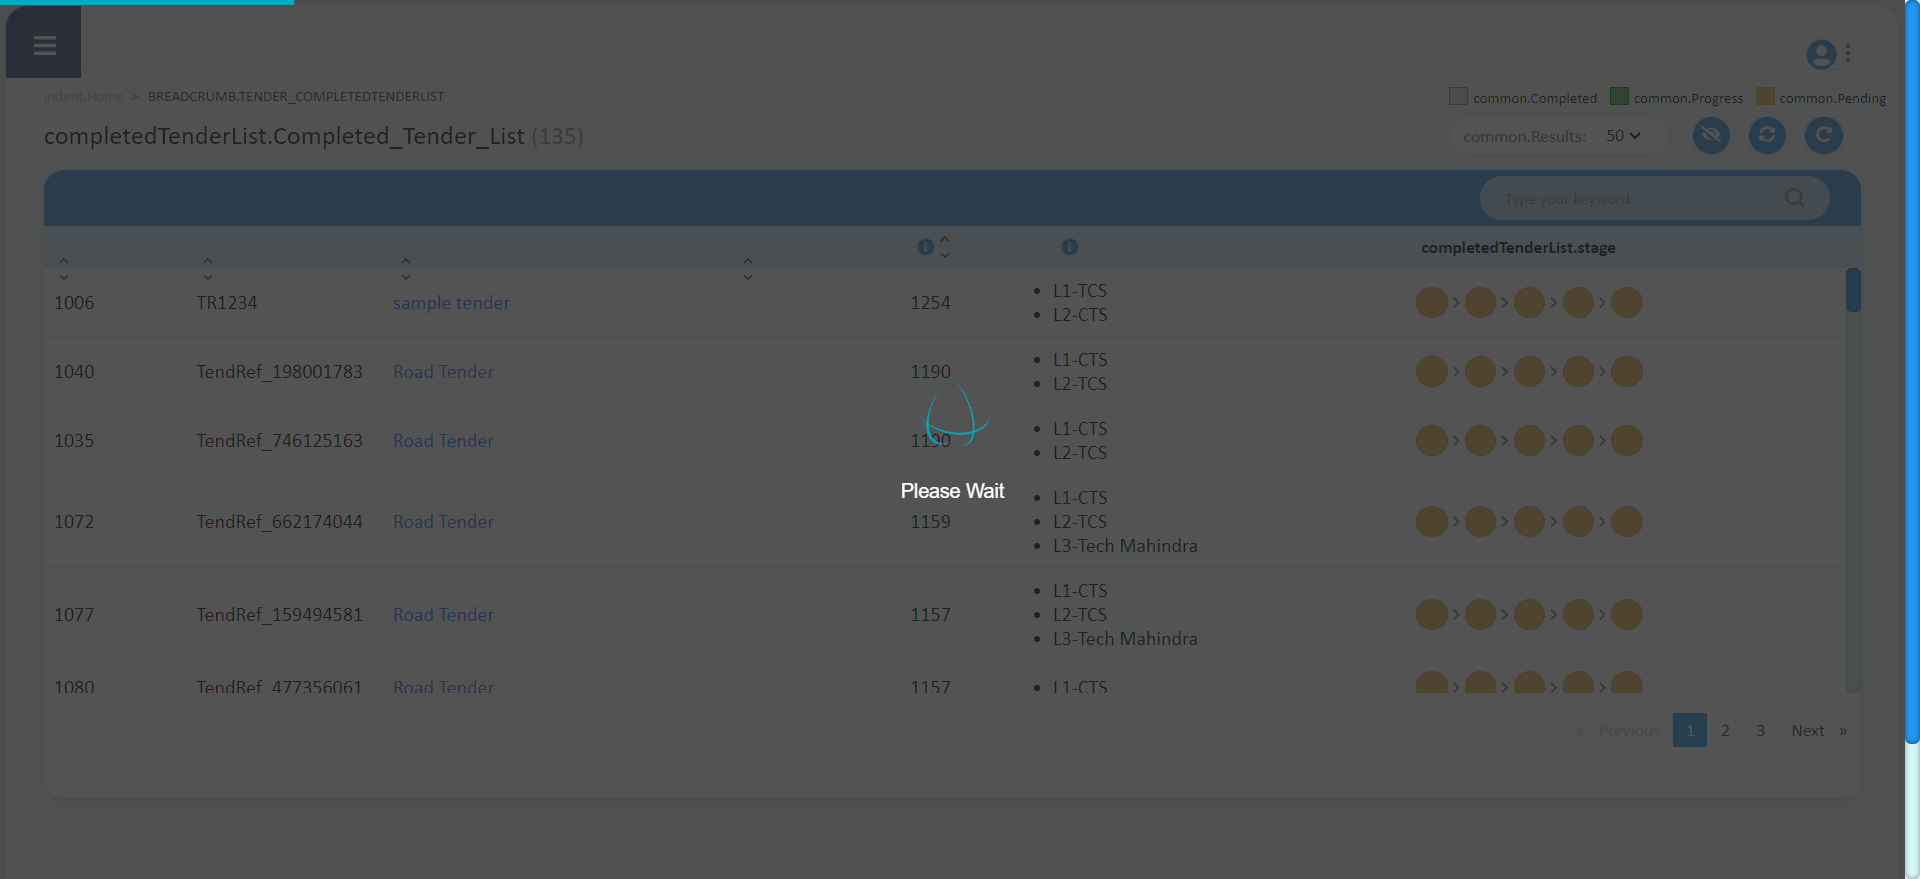 indent.Home > BREADCRUMB.TENDER_COMPLETEDTENDERLIST
common.Completed common.Progress common.Pending
completedTenderList.Completed_Tender_List (135)
common.Results: 50
Type your keyword
completedTenderList.stage
1006 TR1234 sample tender 1254
L1-TCS
L2-CTS
1040 TendRef_198001783 Road Tender 1190
L1-CTS
L2-TCS
1035 TendRef_746125163 Road Tender 1190
L1-CTS
L2-TCS
Please Wait
1072 TendRef_662174044 Road Tender 1159
L1-CTS
L2-TCS
L3-Tech Mahindra
1077 TendRef_159494581 Road Tender 1157
L1-CTS
L2-TCS
L3-Tech Mahindra
1080 TendRef_477356061 Road Tender 1157
L1-CTS
« Previous 1 2 3 Next »